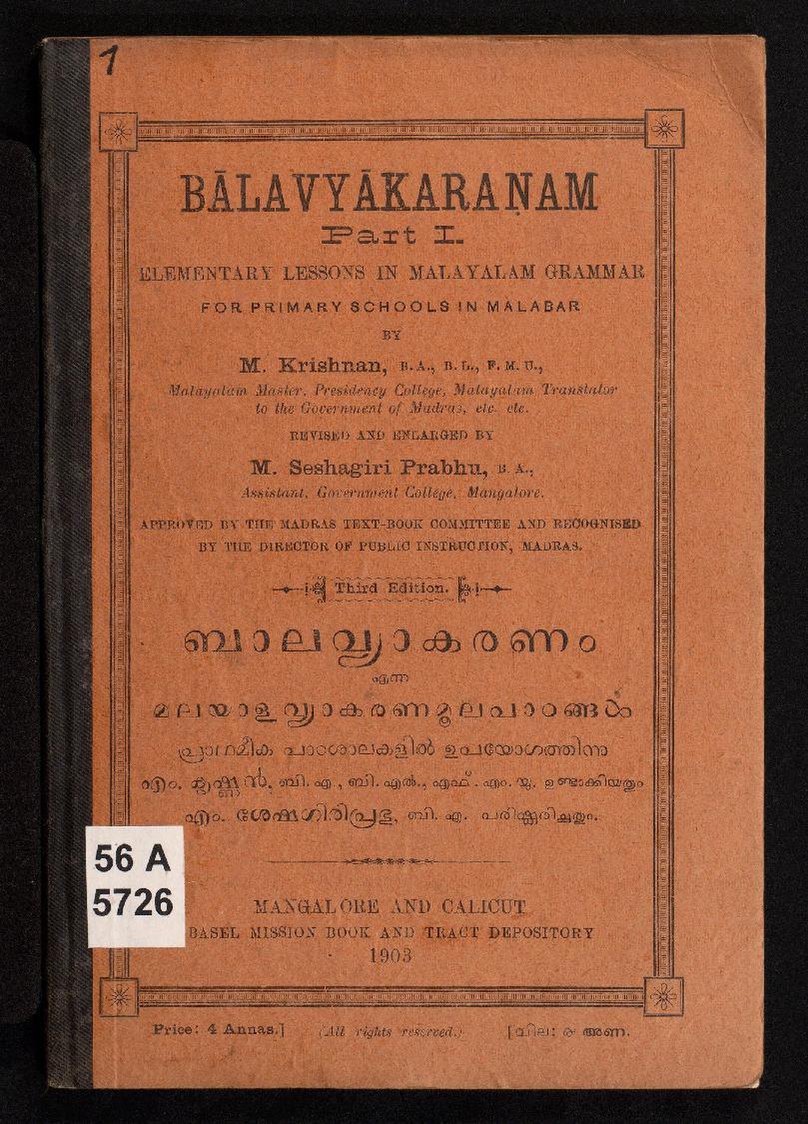 1
BĀLAVYĀKARAṆAM
Part I.
ELEMENTARY LESSONS IN MALAYALAM GRAMMAR
FOR PRIMARY SCHOOLS IN MALABAR
BY
M. Krishnan, B. A., B. L., F. M. U.,
Malayalam Master, Presidency College, Malayalam Translator
to the Government of Madras, etc. etc.
REVISED AND ENLARGED BY
M. Seshagiri Prabhu, B. A.,
Assistant, Government College, Mangalore.
APPROVED BY THE MADRAS TEXT-BOOK COMMITTEE AND RECOGNISED
BY THE DIRECTOR OF PUBLIC INSTRUCTION, MADRAS.
Third Edition.
ബാലവ്യാകരണം
എന്ന
മലയാള വ്യാകരണമൂലപാഠങ്ങൾ
പ്രാഥമീക പാഠശാലകളിൽ ഉപയോഗത്തിന്നു
എം. കൃഷ്ണൻ, ബി. എ., ബി. എൽ., എഫ്. എം. യു. ഉണ്ടാക്കിയതും
എം. ശേഷഗിരിപ്രഭു, ബി. എ. പരിഷ്കരിച്ചതും.
56 A
5726
MANGALORE AND CALICUT
BASEL MISSION BOOK AND TRACT DEPOSITORY
1903
Price: 4 Annas.] (All rights reserved.) [വില: ൪ അണ.